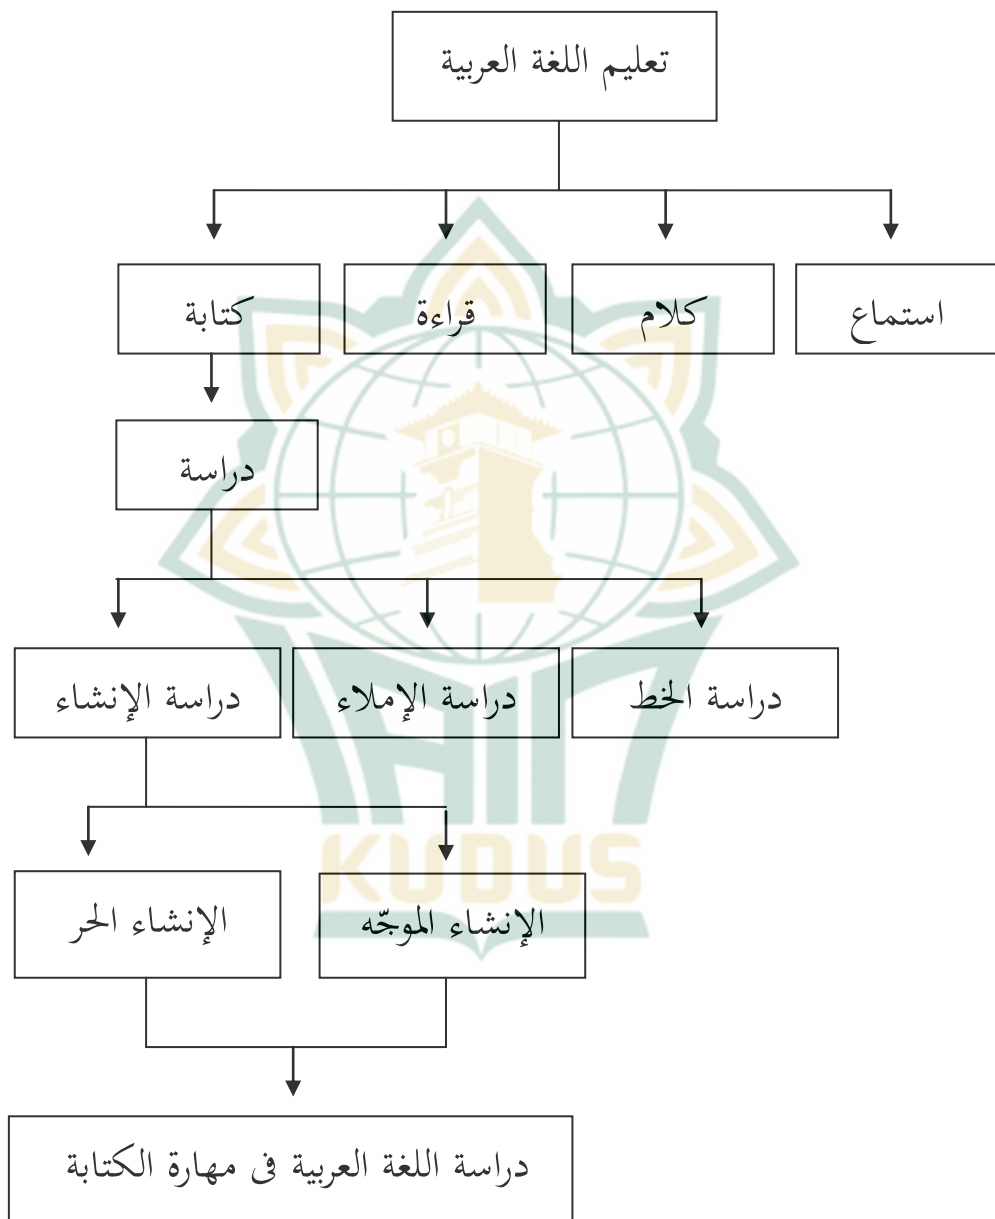 تعليم اللغة العربية
استماع
كلام
قراءة
كتابة
دراسة
دراسة الخط
دراسة الإملاء
دراسة الإنشاء
الإنشاء الموجّه
الإنشاء الحر
دراسة اللغة العربية فى مهارة الكتابة
KUDUS